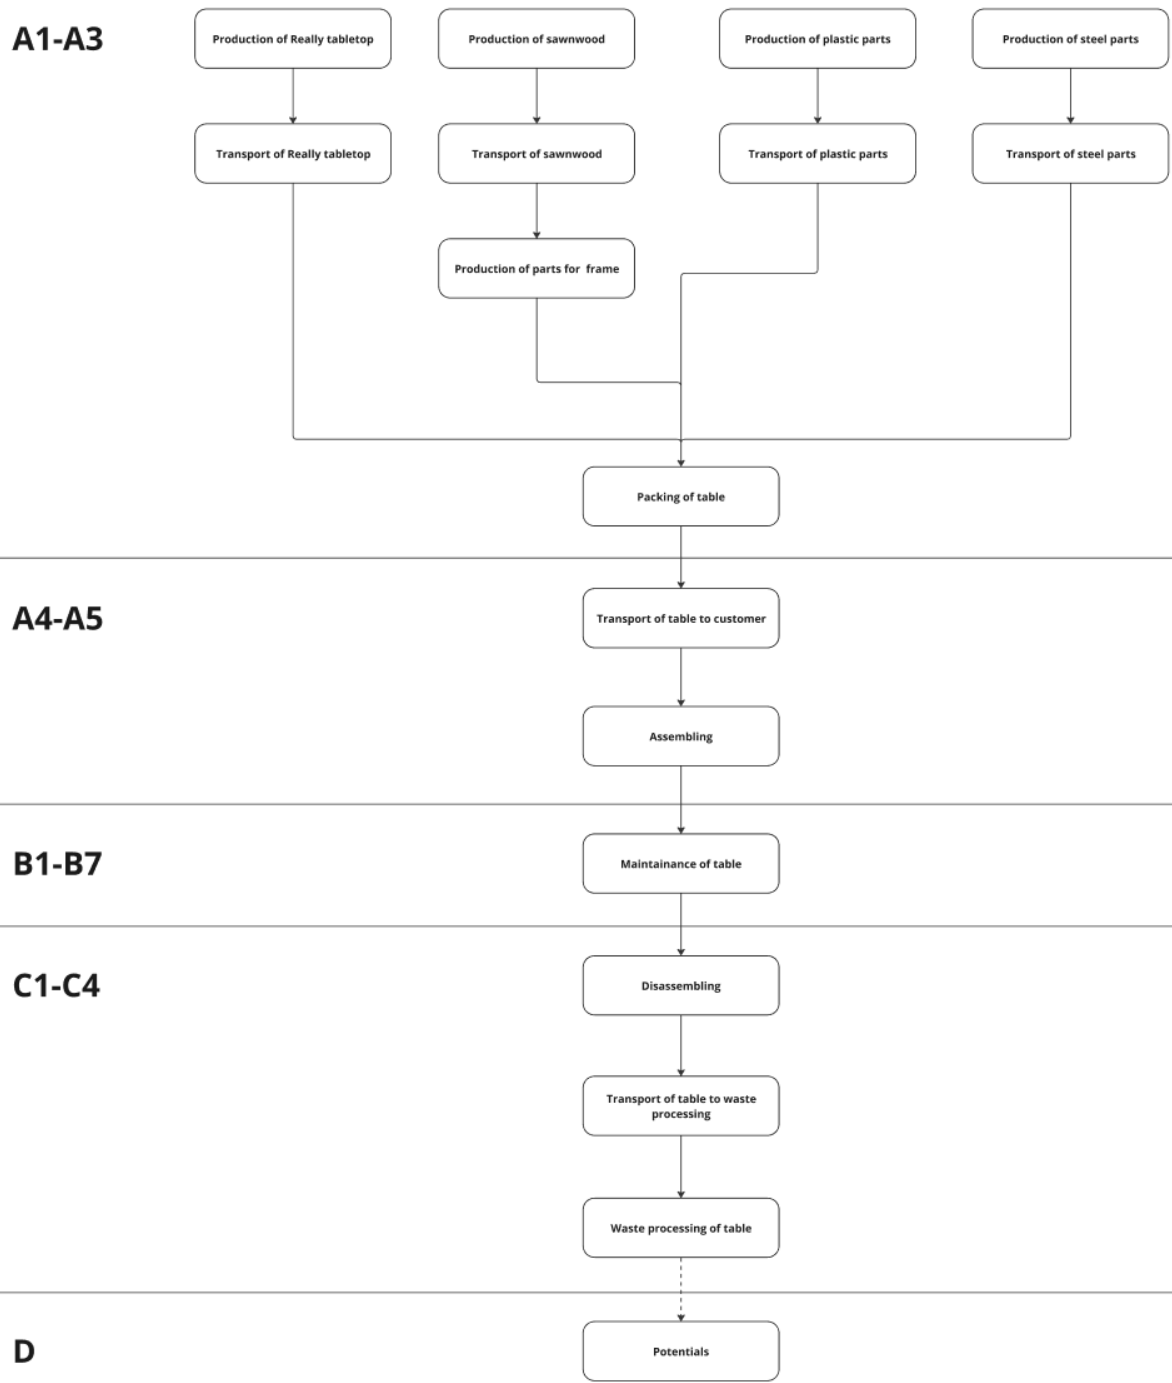 A1-A3
Production of Really tabletop
Production of sawnwood
Production of plastic parts
Production of steel parts
Transport of Really tabletop
Transport of sawnwood
Transport of plastic parts
Transport of steel parts
Production of parts for frame
Packing of table
A4-A5
Transport of table to customer
Assembling
B1-B7
Maintainance of table
C1-C4
Disassembling
Transport of table to waste
processing
Waste processing of table
D
Potentials